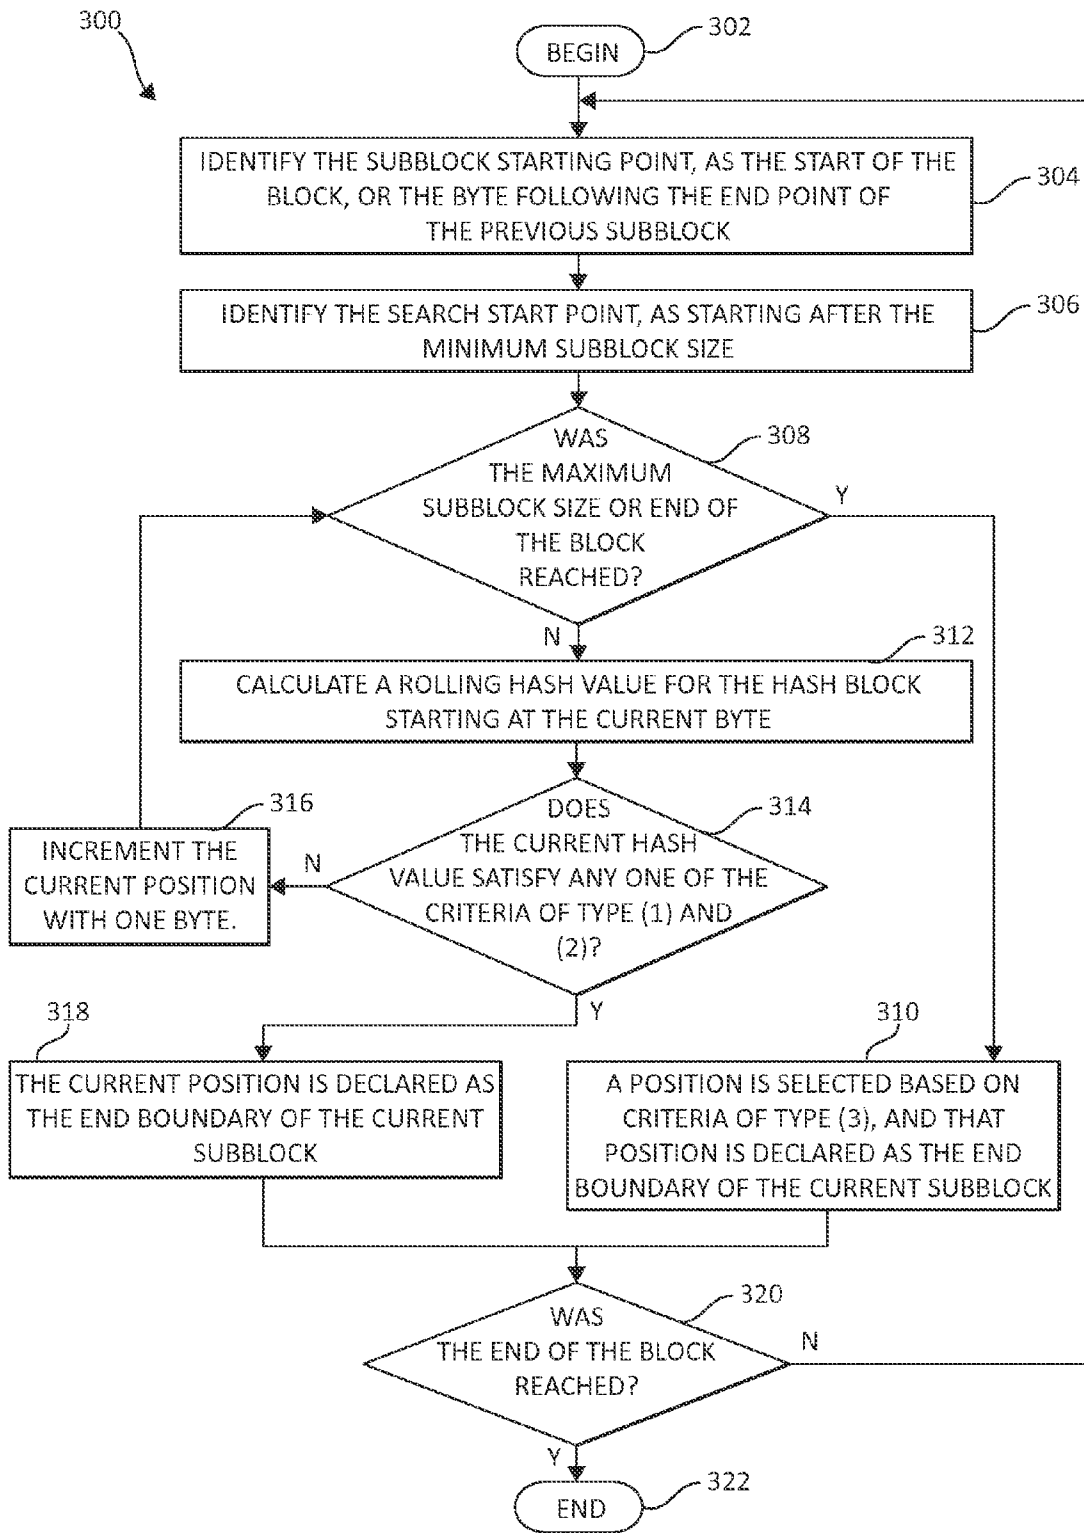 300
BEGIN
302
IDENTIFY THE SUBBLOCK STARTING POINT, AS THE START OF THE
BLOCK, OR THE BYTE FOLLOWING THE END POINT OF
THE PREVIOUS SUBBLOCK
304
IDENTIFY THE SEARCH START POINT, AS STARTING AFTER THE
MINIMUM SUBBLOCK SIZE
306
WAS
THE MAXIMUM
SUBBLOCK SIZE OR END OF
THE BLOCK
REACHED?
308
Y
N
312
CALCULATE A ROLLING HASH VALUE FOR THE HASH BLOCK
STARTING AT THE CURRENT BYTE
DOES
THE CURRENT HASH
VALUE SATISFY ANY ONE OF THE
CRITERIA OF TYPE (1) AND
(2)?
314
N
316
INCREMENT THE
CURRENT POSITION
WITH ONE BYTE.
Y
318
THE CURRENT POSITION IS DECLARED AS
THE END BOUNDARY OF THE CURRENT
SUBBLOCK
310
A POSITION IS SELECTED BASED ON
CRITERIA OF TYPE (3), AND THAT
POSITION IS DECLARED AS THE END
BOUNDARY OF THE CURRENT SUBBLOCK
WAS
THE END OF THE BLOCK
REACHED?
320
N
Y
END
322